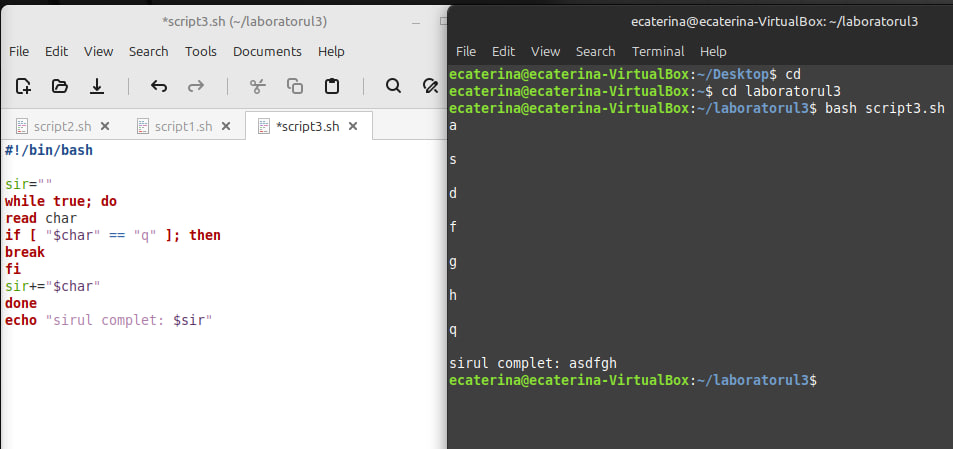 *script3.sh (~/laboratorul3)
File Edit View Search Tools Documents Help
script2.sh script1.sh *script3.sh
#!/bin/bash
sir=""
while true; do
read char
if [ "$char" == "q" ]; then
break
fi
sir+="$char"
done
echo "sirul complet: $sir"
ecaterina@ecaterina-VirtualBox: ~/laboratorul3
File Edit View Search Terminal Help
ecaterina@ecaterina-VirtualBox:~/Desktop$ cd
ecaterina@ecaterina-VirtualBox:~$ cd laboratorul3
ecaterina@ecaterina-VirtualBox:~/laboratorul3$ bash script3.sh
a
s
d
f
g
h
q
sirul complet: asdfgh
ecaterina@ecaterina-VirtualBox:~/laboratorul3$